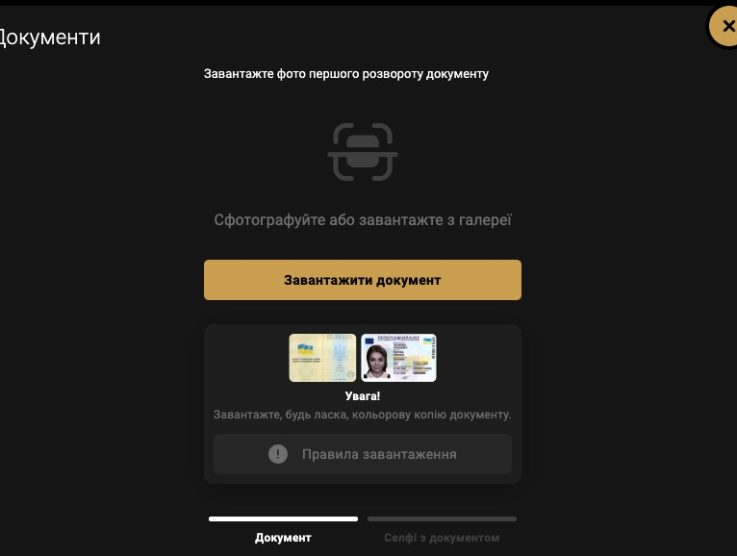 Документи
Завантажте фото першого розвороту документу
Сфотографуйте або завантажте з галереї
Завантажити документ
Увага!
Завантажте, будь ласка, кольорову копію документу.
Правила завантаження
Документ
Селфі з документом